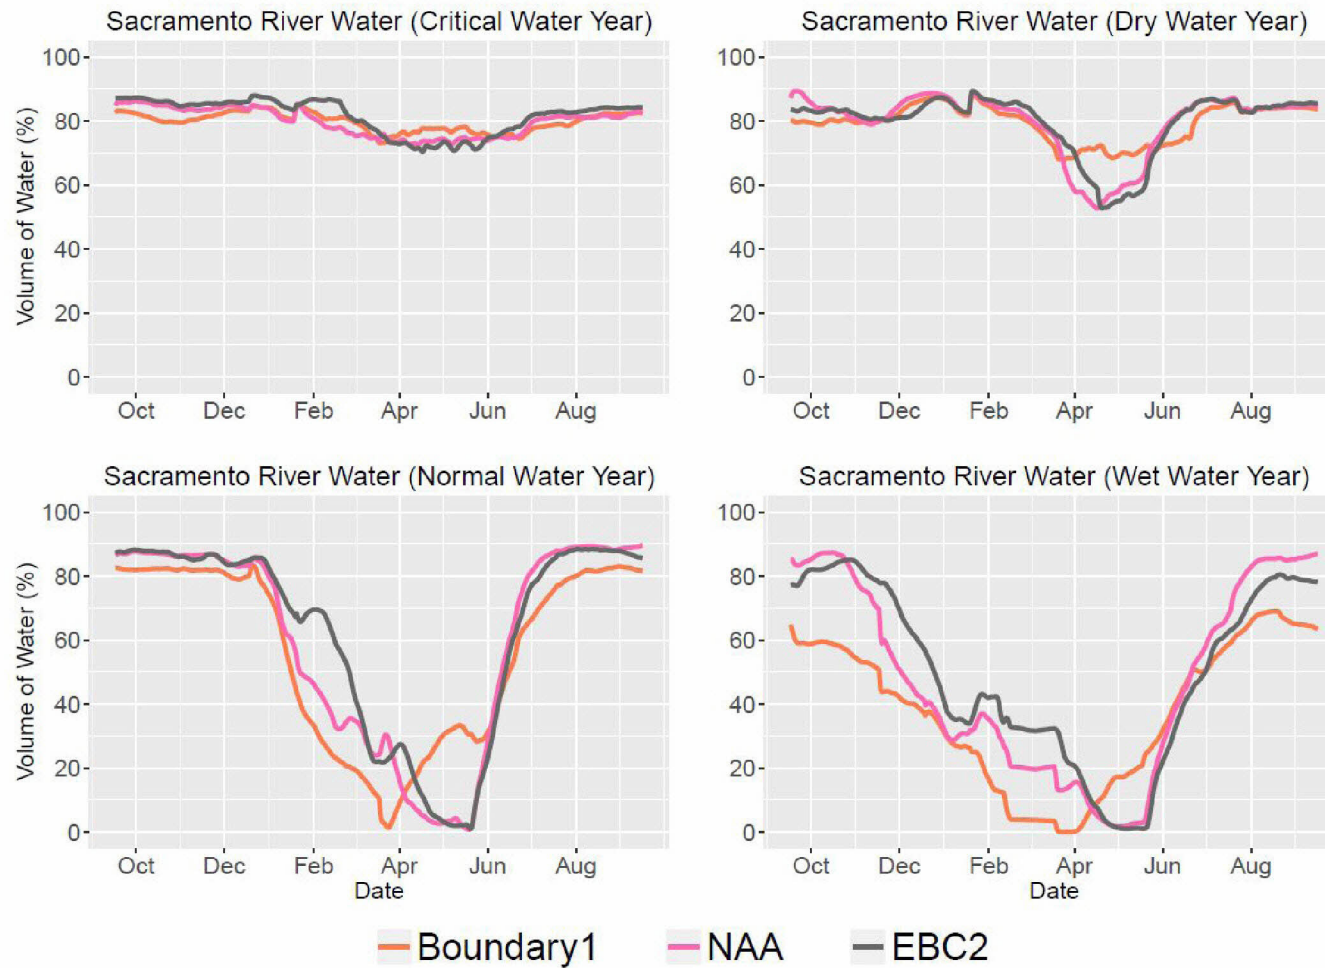 Sacramento River Water (Critical Water Year)
Volume of Water (%)
100
80
60
40
20
0
Oct Dec Feb Apr Jun Aug
Sacramento River Water (Dry Water Year)
100
80
60
40
20
0
Oct Dec Feb Apr Jun Aug
Sacramento River Water (Normal Water Year)
Volume of Water (%)
100
80
60
40
20
0
Oct Dec Feb Apr Jun Aug
Date
Sacramento River Water (Wet Water Year)
100
80
60
40
20
0
Oct Dec Feb Apr Jun Aug
Date
Boundary1 NAA EBC2